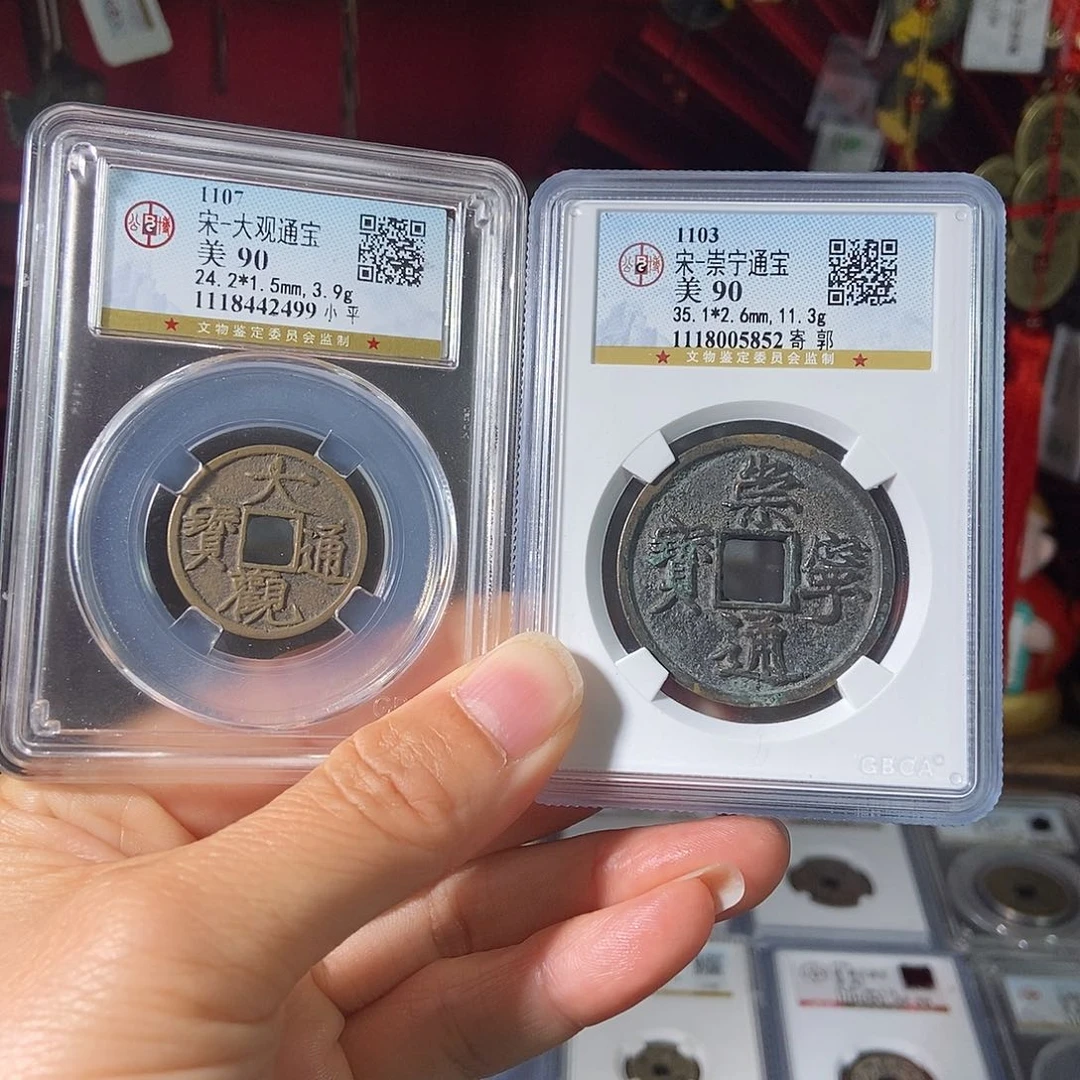 1107
宋-大观通宝
美 90
24.2*1.5mm, 3.9g
1118442499 小 平
文物鉴定委员会监制
大
寶 通
觀
1103
宋-崇宁通宝
美 90
35.1*2.6mm, 11.3g
1118005852 寄 郭
文物鉴定委员会监制
崇
寶 寧
通
GBCA